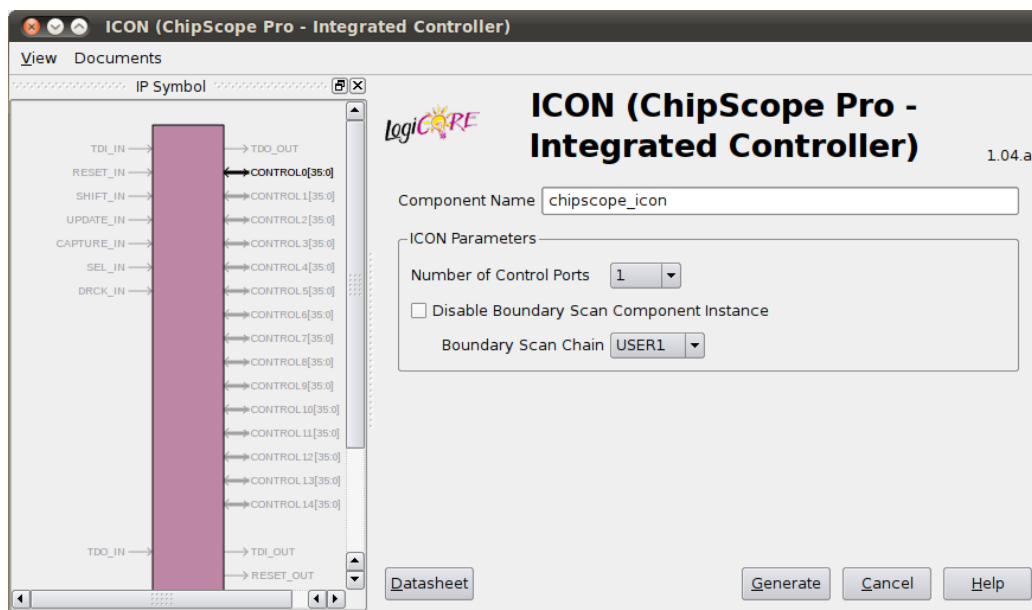 ICON (ChipScope Pro - Integrated Controller)
View Documents
IP Symbol
TDI_IN
RESET_IN
SHIFT_IN
UPDATE_IN
CAPTURE_IN
SEL_IN
DRCK_IN
TDO_IN
TDO_OUT
CONTROL0[35:0]
CONTROL1[35:0]
CONTROL2[35:0]
CONTROL3[35:0]
CONTROL4[35:0]
CONTROL5[35:0]
CONTROL6[35:0]
CONTROL7[35:0]
CONTROL8[35:0]
CONTROL9[35:0]
CONTROL10[35:0]
CONTROL11[35:0]
CONTROL12[35:0]
CONTROL13[35:0]
CONTROL14[35:0]
TDI_OUT
RESET_OUT
LogiCORE
ICON (ChipScope Pro -
Integrated Controller)
1.04.a
Component Name chipscope_icon
ICON Parameters
Number of Control Ports 1
Disable Boundary Scan Component Instance
Boundary Scan Chain USER1
Datasheet Generate Cancel Help